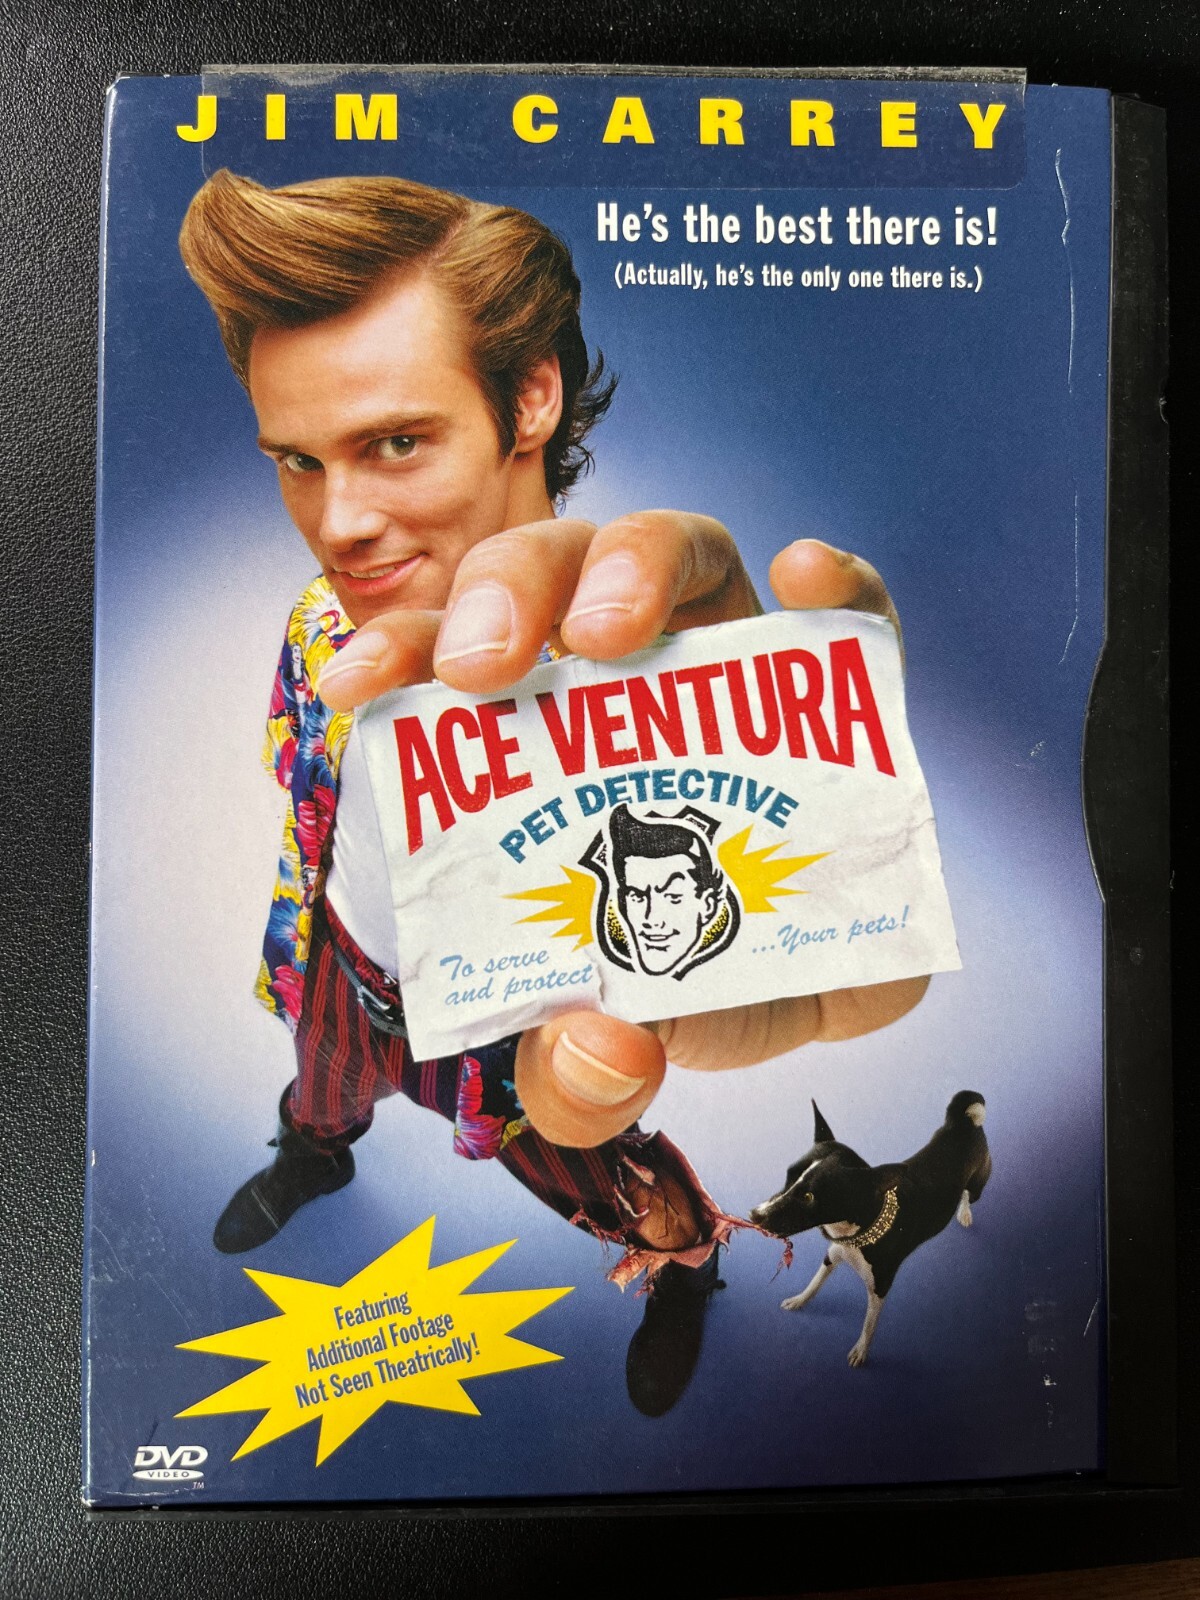 JIM CARREY
He's the best there is!
(Actually, he's the only one there is.)
ACE VENTURA
PET DETECTIVE
To serve
and protect
...Your pets!
Featuring
Additional Footage
Not Seen Theatrically!
DVD
VIDEO
TM